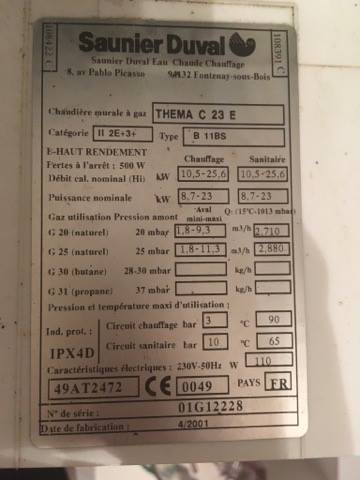 108422 C
108391 C
Saunier Duval
Saunier Duval Eau Chaude Chauffage
8, av Pablo Picasso 94132 Fontenay-sous-Bois
Chaudière murale à gaz THEMA C 23 E
Catégorie II 2E+3+ Type B 11BS
E-HAUT RENDEMENT Chauffage Sanitaire
Pertes à l'arrêt : 500 W
Débit cal. nominal (Hi) kW 10,5-25,6 10,5-25,6
Puissance nominale kW 8,7-23 8,7-23
Gaz utilisation Pression amont Aval mini-maxi Q: (15°C-1013 mbar)
G 20 (naturel) 20 mbar 1,8-9,3 m3/h 2,710
G 25 (naturel) 25 mbar 1,8-11,3 m3/h 2,880
G 30 (butane) 28-30 mbar kg/h
G 31 (propane) 37 mbar kg/h
Pression et température maxi d'utilisation :
Ind. prot. : Circuit chauffage bar 3 °C 90
IPX4D Circuit sanitaire bar 10 °C 65
Caractéristiques électriques : 230V-50Hz W 110
49AT2472 CE 0049 PAYS FR
N° de série : 01G12228
Date de fabrication : 4/2001